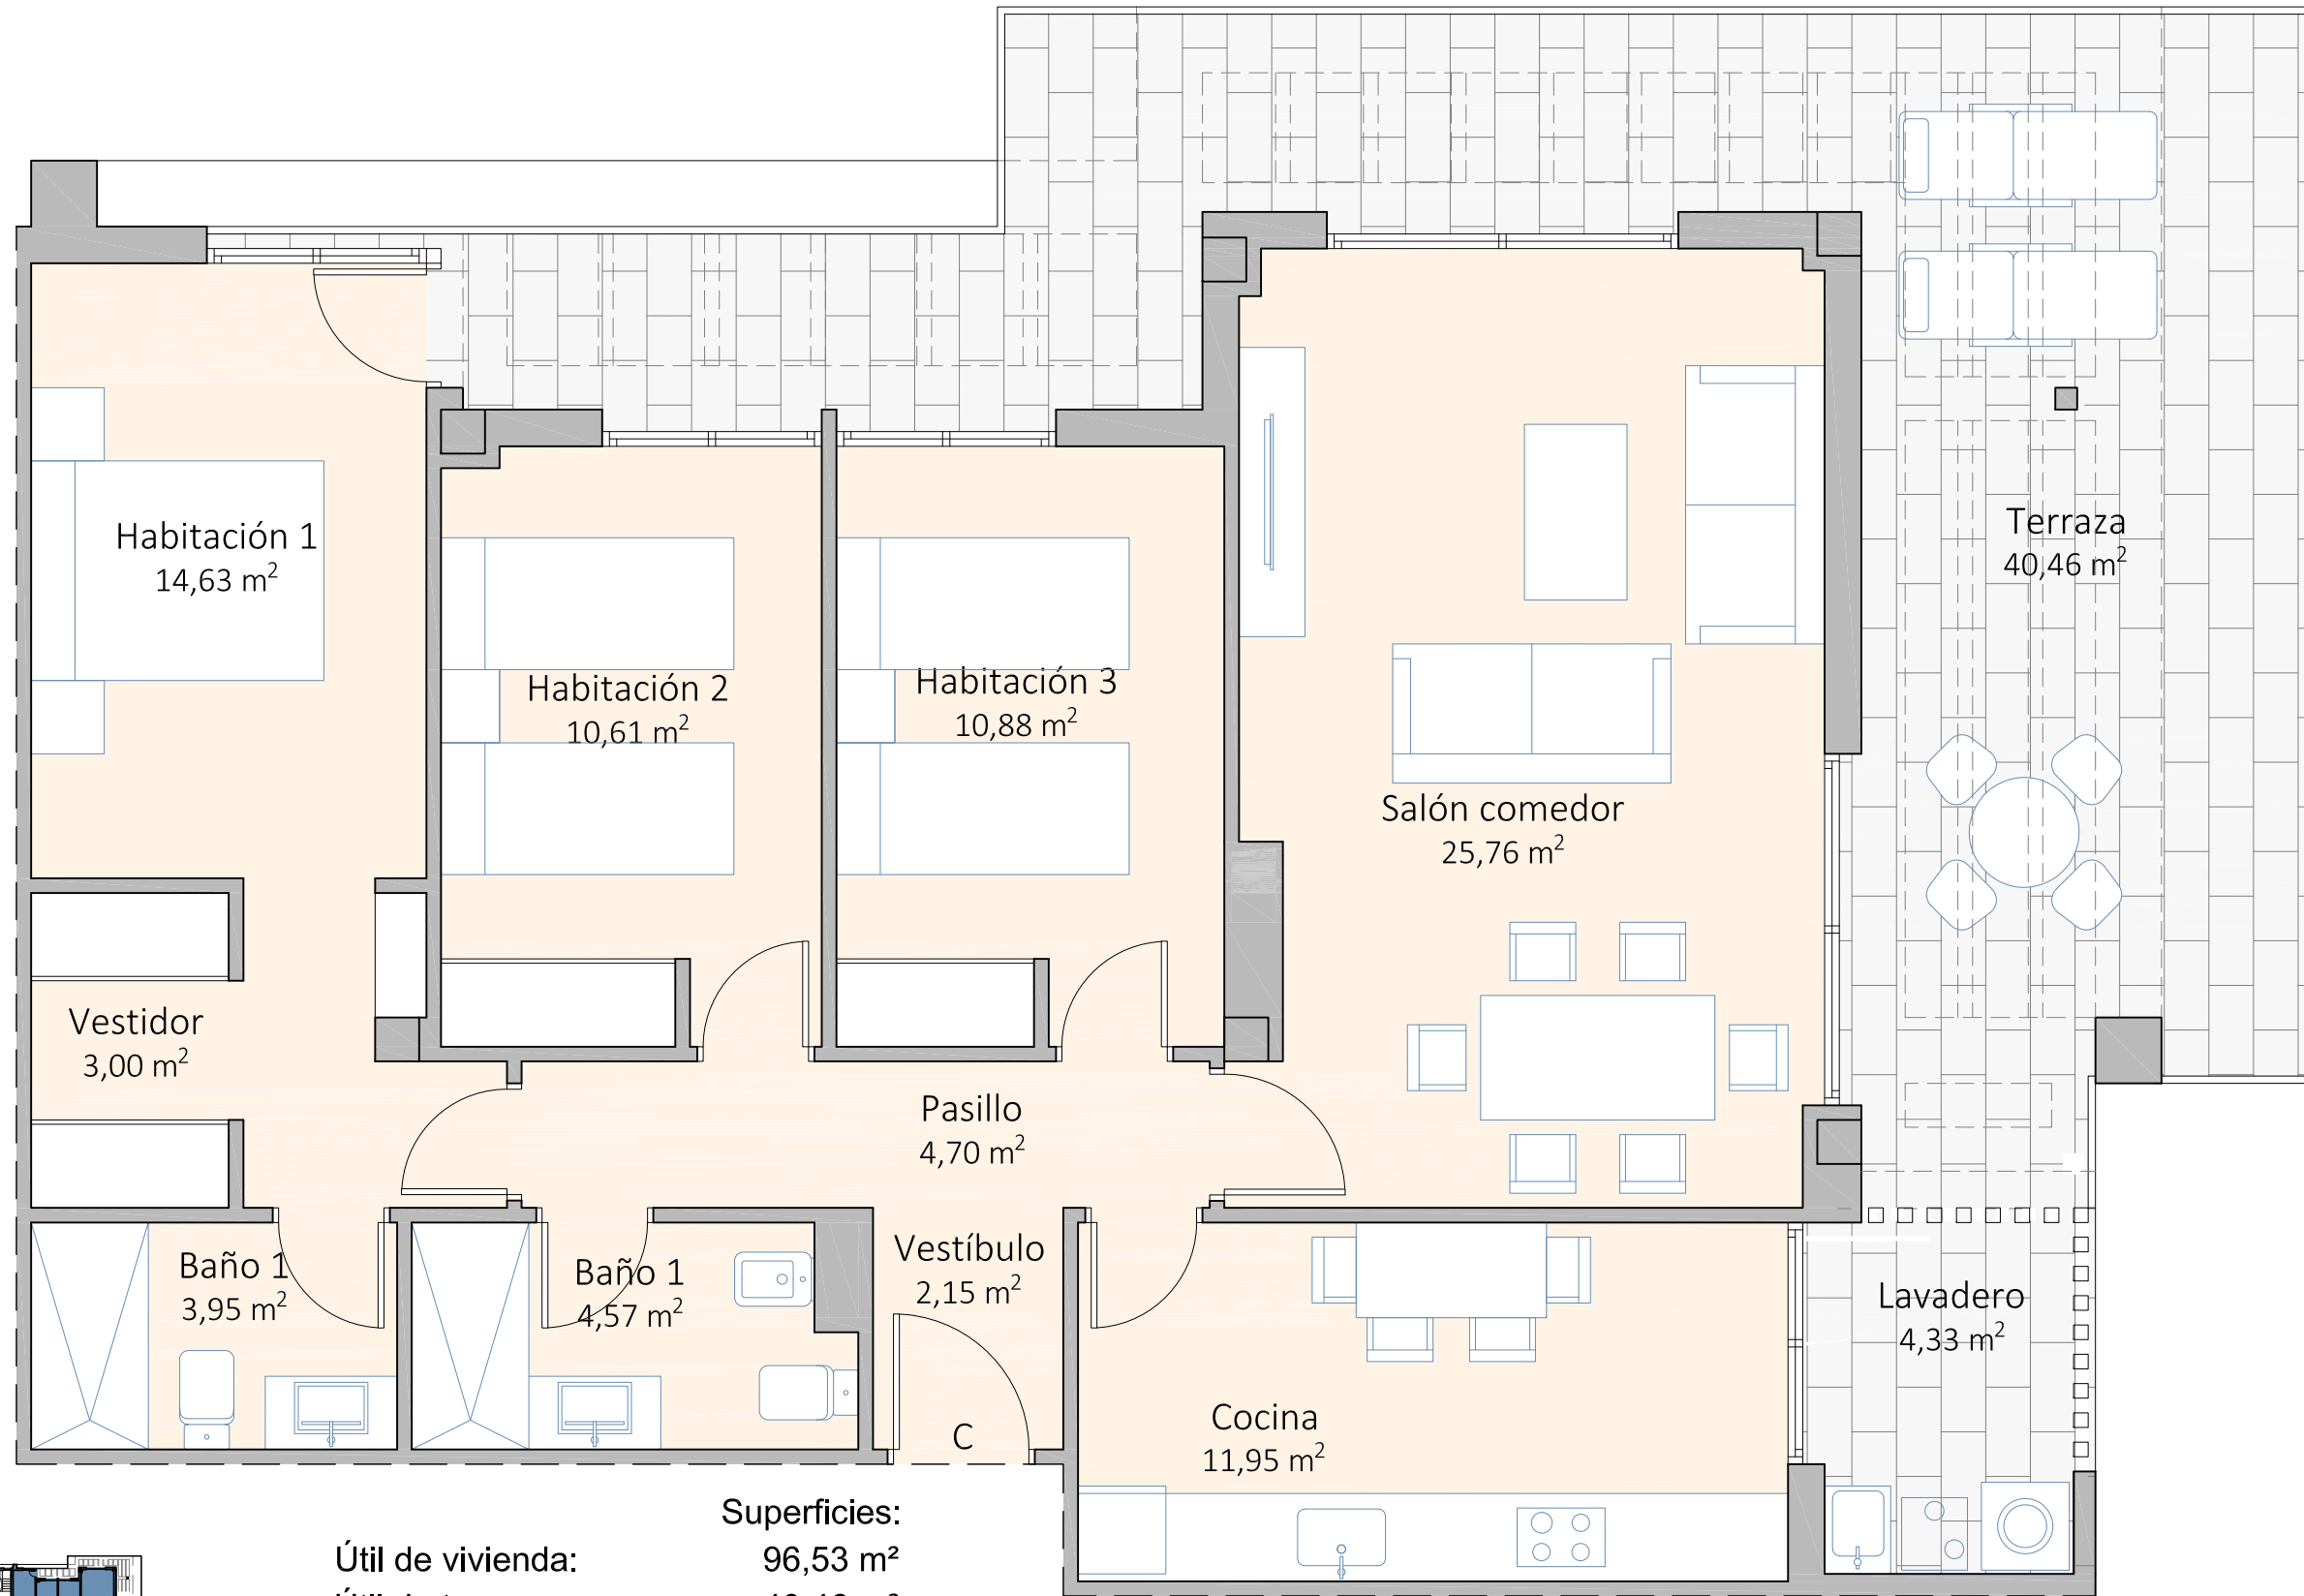 Habitación 1
14,63 m²
Habitación 2
10,61 m²
Habitación 3
10,88 m²
Terraza
40,46 m²
Salón comedor
25,76 m²
Vestidor
3,00 m²
Pasillo
4,70 m²
Baño 1
3,95 m²
Baño 1
4,57 m²
Vestíbulo
2,15 m²
Lavadero
4,33 m²
Cocina
11,95 m²
C
Superficies:
Útil de vivienda: 96,53 m²